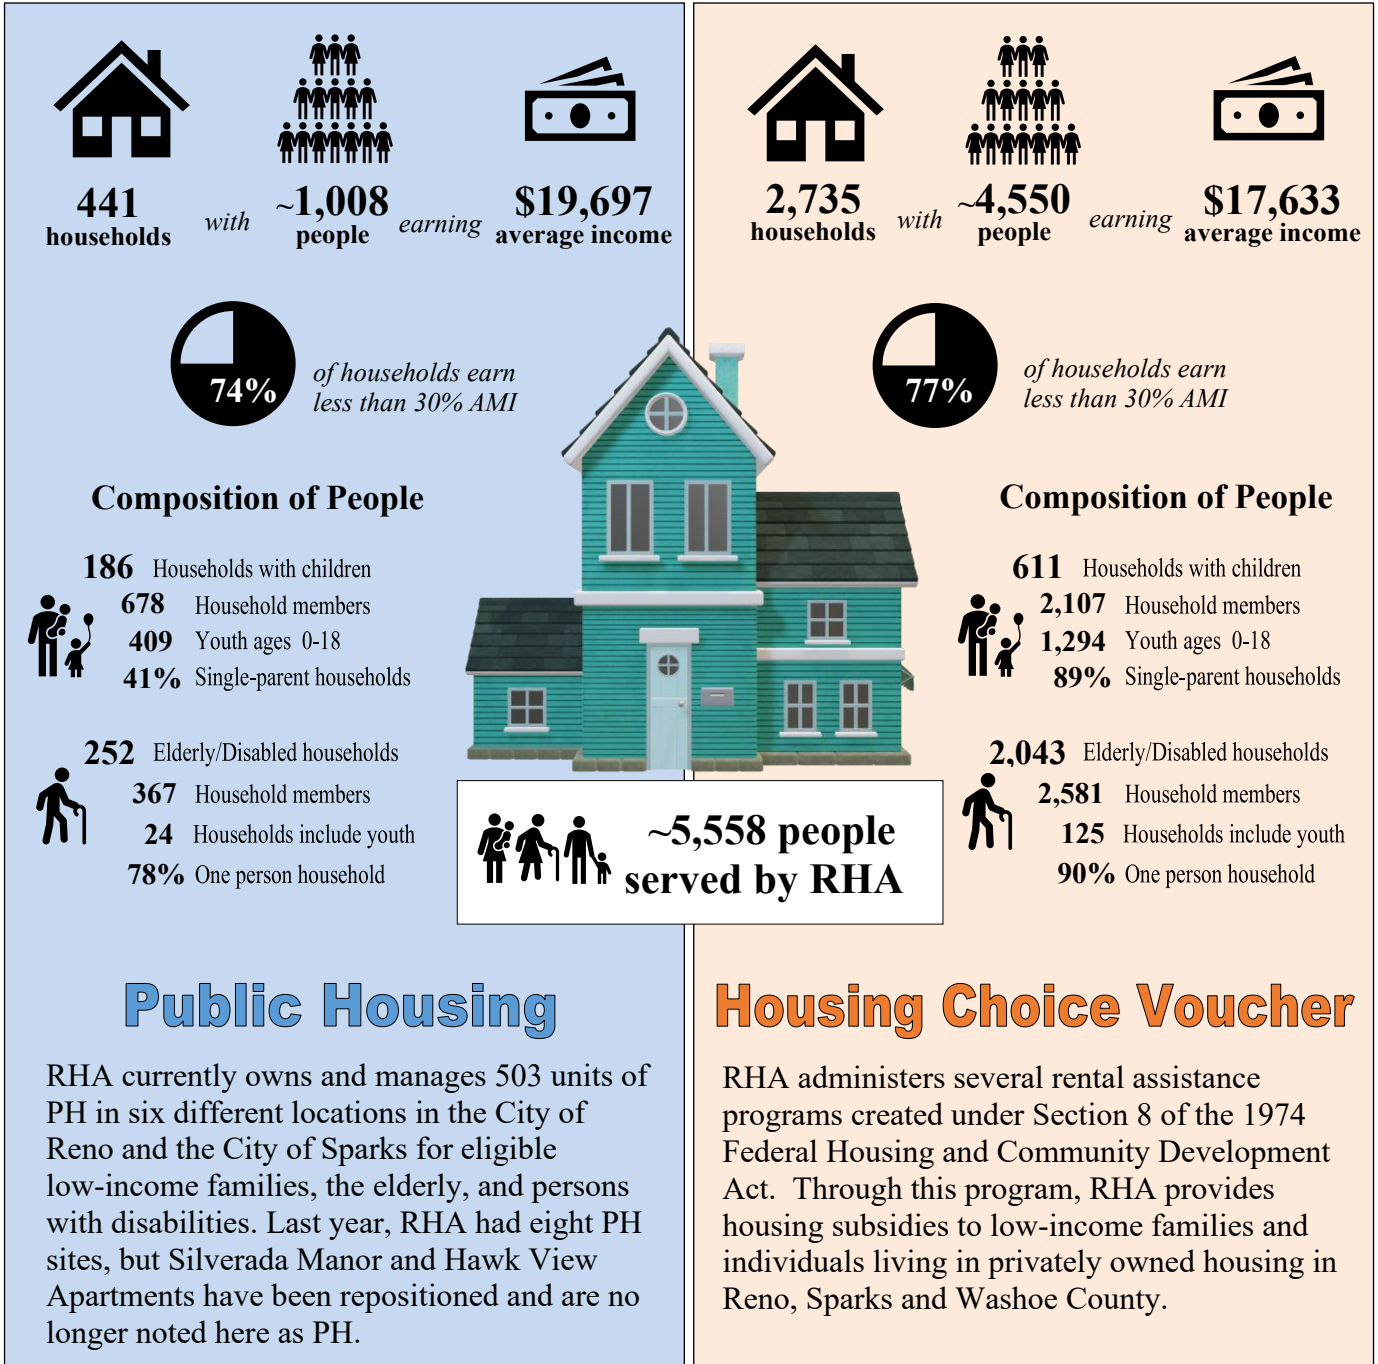 441
households
with
~1,008
people
earning
$19,697
average income
74%
of households earn
less than 30% AMI
Composition of People
186 Households with children
678 Household members
409 Youth ages 0-18
41% Single-parent households
252 Elderly/Disabled households
367 Household members
24 Households include youth
78% One person household
2,735
households
with
~4,550
people
earning
$17,633
average income
77%
of households earn
less than 30% AMI
Composition of People
611 Households with children
2,107 Household members
1,294 Youth ages 0-18
89% Single-parent households
2,043 Elderly/Disabled households
2,581 Household members
125 Households include youth
90% One person household
~5,558 people
served by RHA
Public Housing
RHA currently owns and manages 503 units of
PH in six different locations in the City of
Reno and the City of Sparks for eligible
low-income families, the elderly, and persons
with disabilities. Last year, RHA had eight PH
sites, but Silverada Manor and Hawk View
Apartments have been repositioned and are no
longer noted here as PH.
Housing Choice Voucher
RHA administers several rental assistance
programs created under Section 8 of the 1974
Federal Housing and Community Development
Act. Through this program, RHA provides
housing subsidies to low-income families and
individuals living in privately owned housing in
Reno, Sparks and Washoe County.